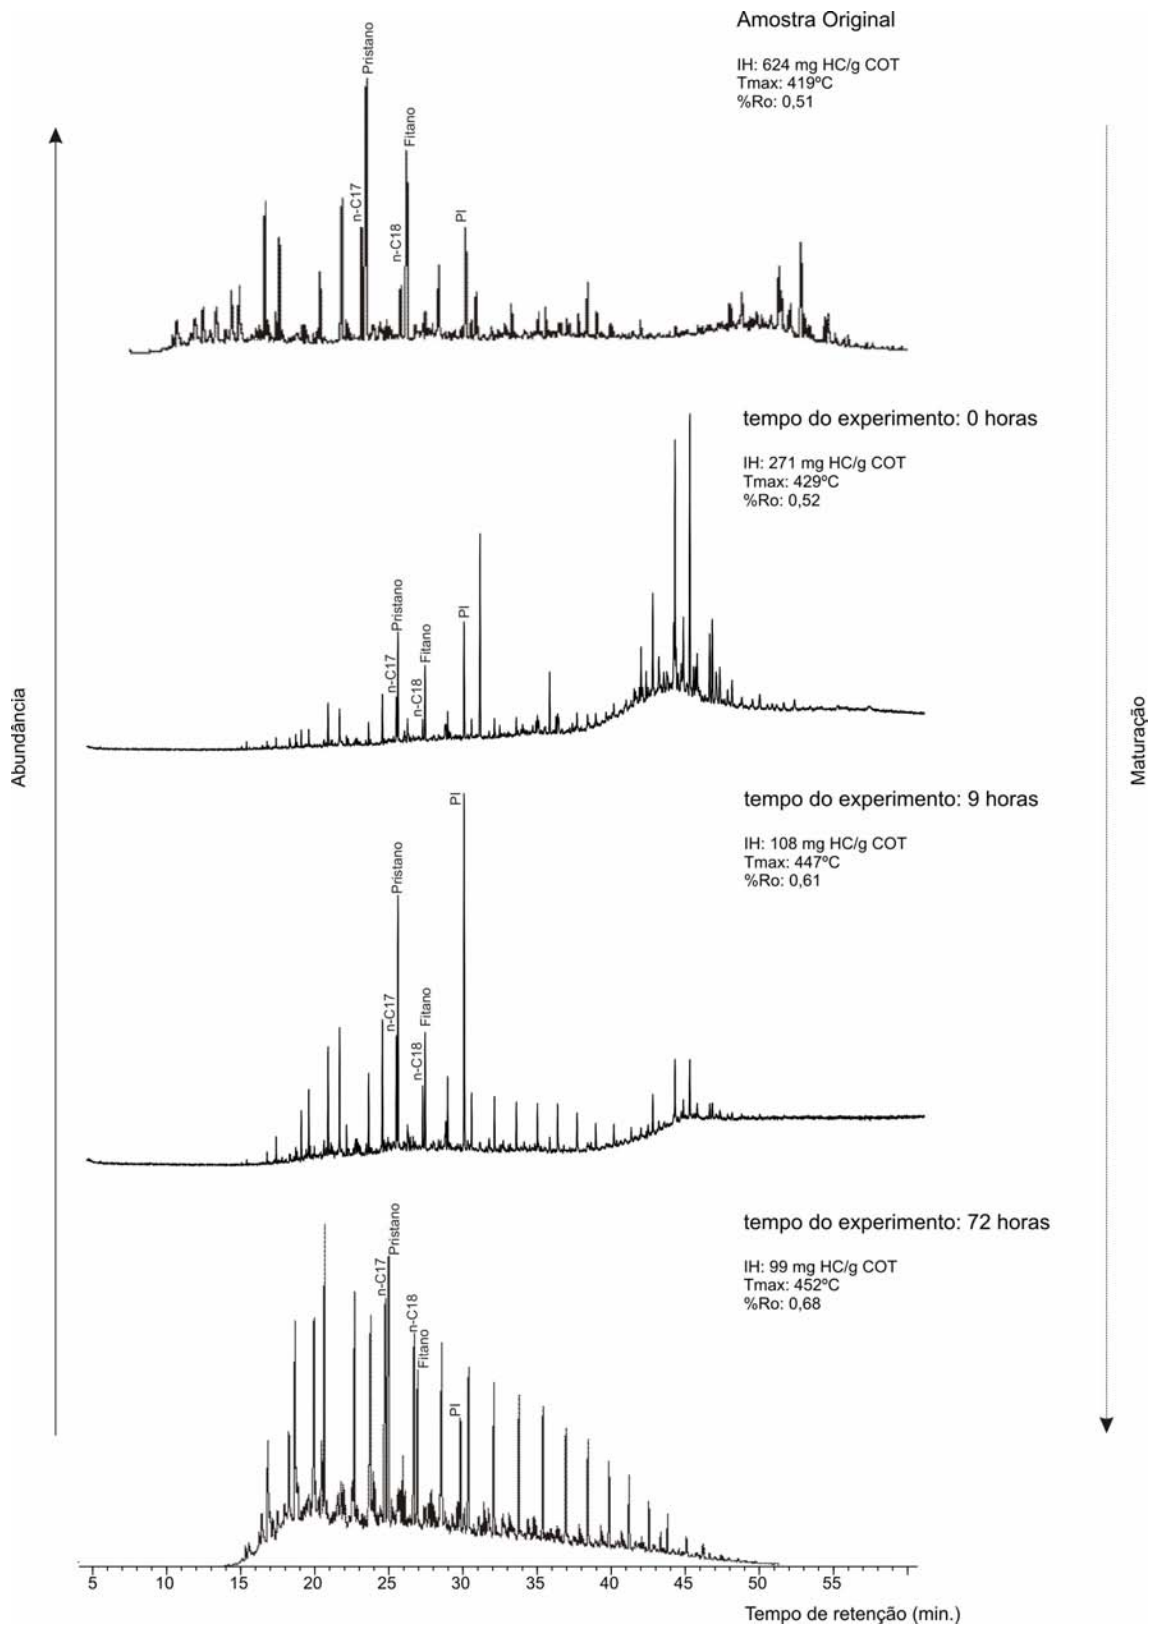 Amostra Original
IH: 624 mg HC/g COT
Tmax: 419ºC
%Ro: 0,51
Pristano
Fitano
n-C17
n-C18
PI
tempo do experimento: 0 horas
IH: 271 mg HC/g COT
Tmax: 429ºC
%Ro: 0,52
Pristano
PI
Fitano
n-C17
n-C18
Abundância
Maturação
tempo do experimento: 9 horas
IH: 108 mg HC/g COT
Tmax: 447ºC
%Ro: 0,61
PI
Pristano
n-C17
Fitano
n-C18
tempo do experimento: 72 horas
IH: 99 mg HC/g COT
Tmax: 452ºC
%Ro: 0,68
Pristano
n-C17
n-C18
Fitano
PI
5 10 15 20 25 30 35 40 45 50 55
Tempo de retenção (min.)